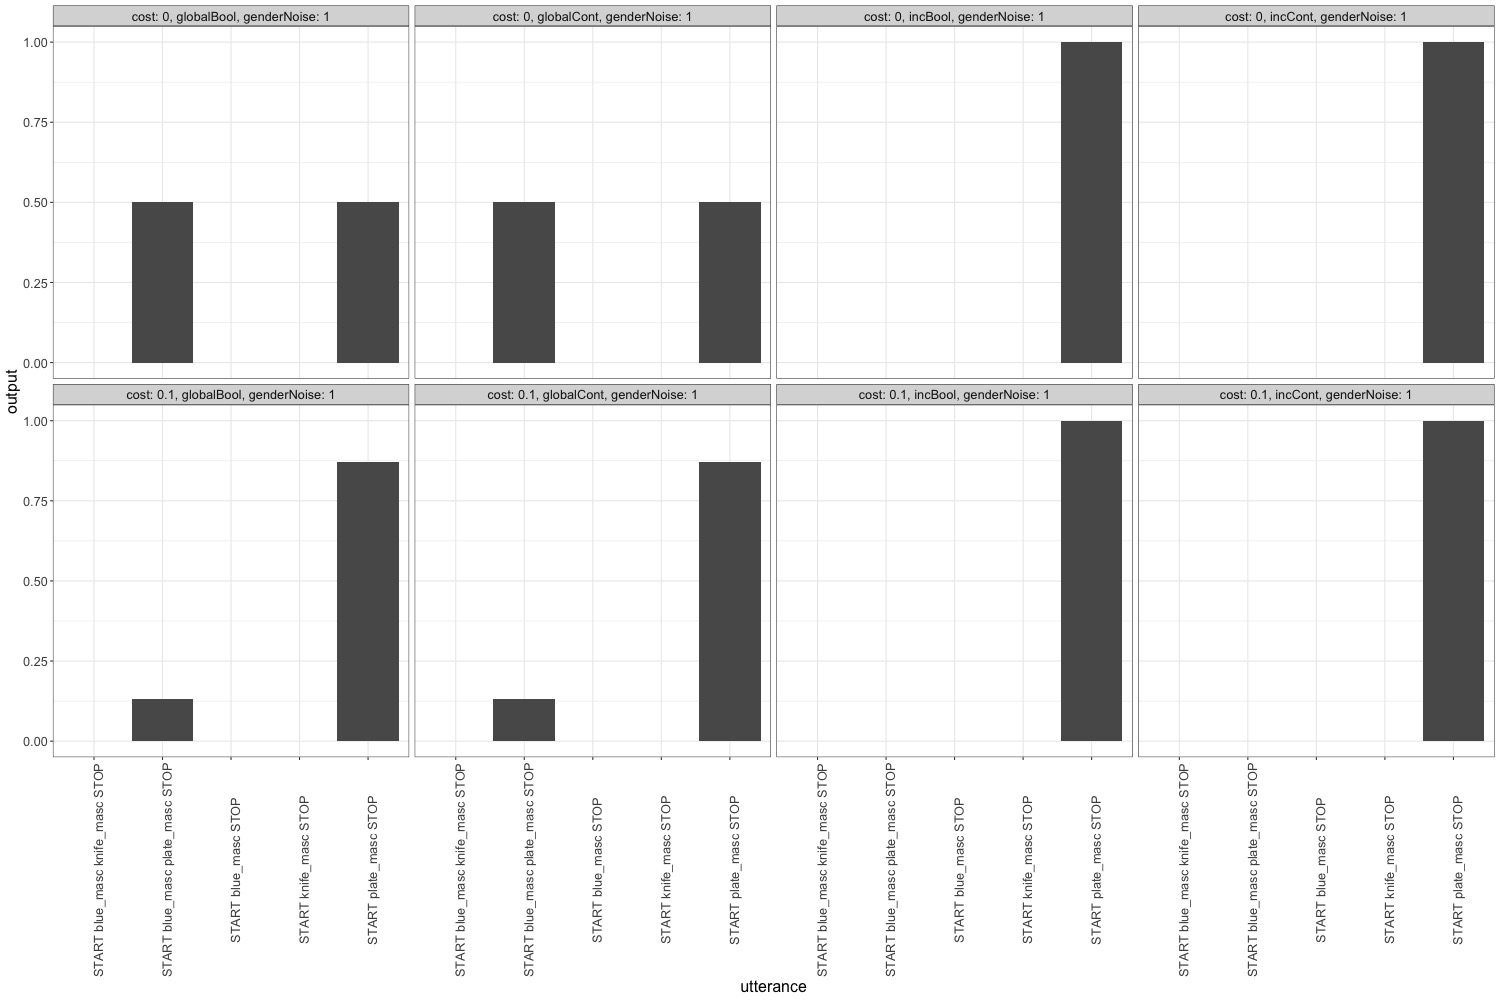 cost: 0, globalBool, genderNoise: 1
cost: 0, globalCont, genderNoise: 1
cost: 0, incBool, genderNoise: 1
cost: 0, incCont, genderNoise: 1
1.00
0.75
0.50
0.25
0.00
output
cost: 0.1, globalBool, genderNoise: 1
cost: 0.1, globalCont, genderNoise: 1
cost: 0.1, incBool, genderNoise: 1
cost: 0.1, incCont, genderNoise: 1
1.00
0.75
0.50
0.25
0.00
START blue_masc knife_masc STOP
START blue_masc plate_masc STOP
START blue_masc STOP
START knife_masc STOP
START plate_masc STOP
START blue_masc knife_masc STOP
START blue_masc plate_masc STOP
START blue_masc STOP
START knife_masc STOP
START plate_masc STOP
START blue_masc knife_masc STOP
START blue_masc plate_masc STOP
START blue_masc STOP
START knife_masc STOP
START plate_masc STOP
START blue_masc knife_masc STOP
START blue_masc plate_masc STOP
START blue_masc STOP
START knife_masc STOP
START plate_masc STOP
utterance